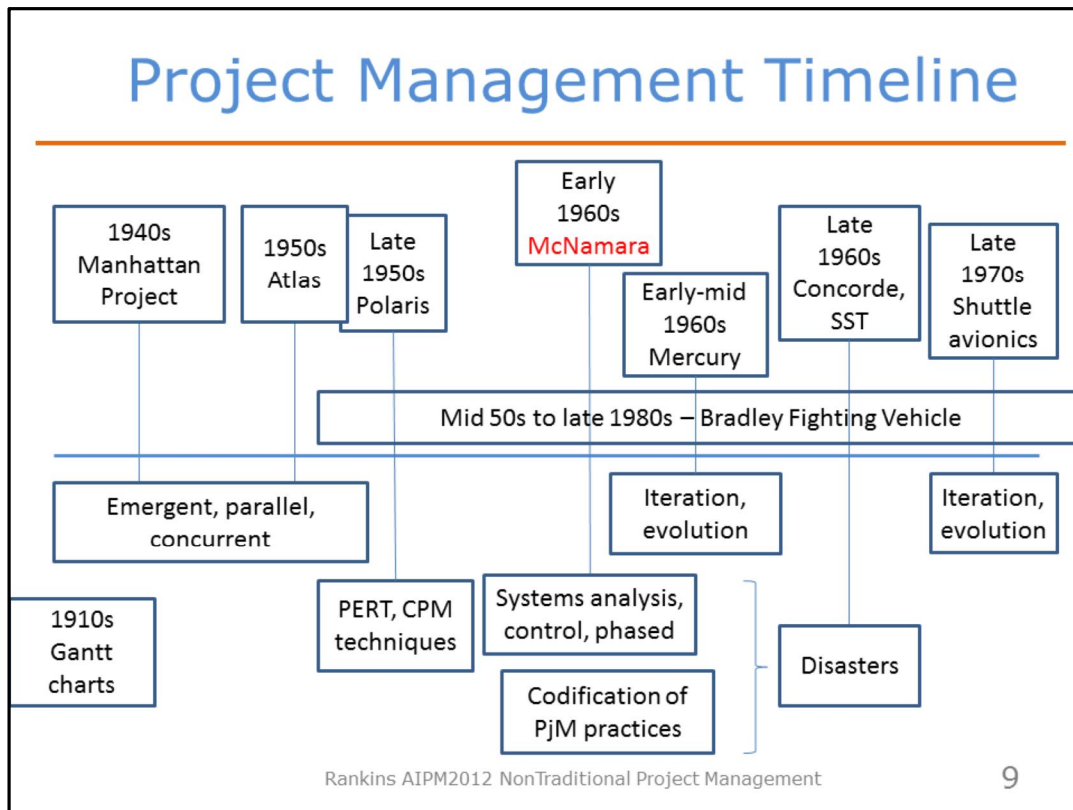 Project Management Timeline
1940s
Manhattan
Project
1950s
Atlas
Late
1950s
Polaris
Early
1960s
McNamara
Early-mid
1960s
Mercury
Late
1960s
Concorde,
SST
Late
1970s
Shuttle
avionics
Mid 50s to late 1980s – Bradley Fighting Vehicle
Emergent, parallel,
concurrent
Iteration,
evolution
Iteration,
evolution
1910s
Gantt
charts
PERT, CPM
techniques
Systems analysis,
control, phased
Codification of
PjM practices
Disasters
Rankins AIPM2012 NonTraditional Project Management
9